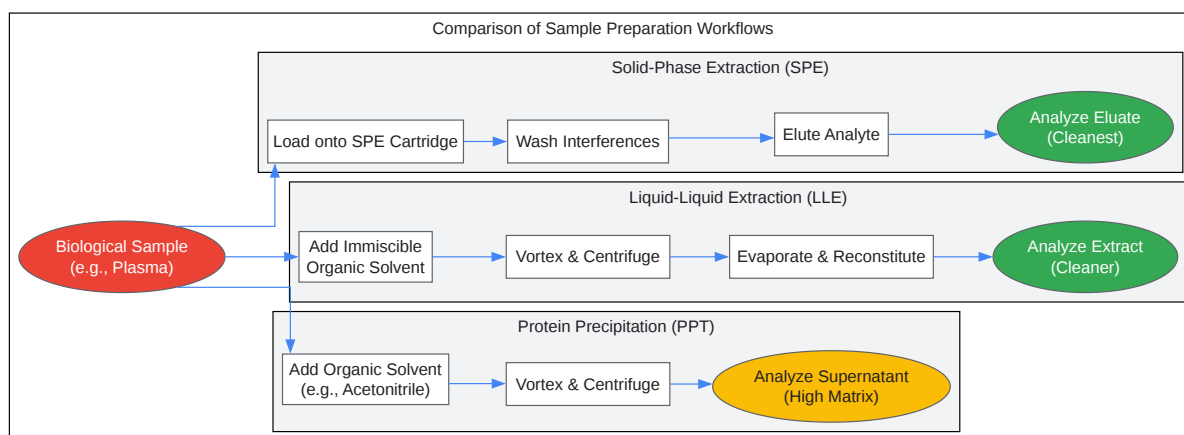 Comparison of Sample Preparation Workflows
Solid-Phase Extraction (SPE)
Load onto SPE Cartridge
Wash Interferences
Elute Analyte
Analyze Eluate
(Cleanest)
Biological Sample
(e.g., Plasma)
Liquid-Liquid Extraction (LLE)
Add Immiscible
Organic Solvent
Vortex & Centrifuge
Evaporate & Reconstitute
Analyze Extract
(Cleaner)
Protein Precipitation (PPT)
Add Organic Solvent
(e.g., Acetonitrile)
Vortex & Centrifuge
Analyze Supernatant
(High Matrix)